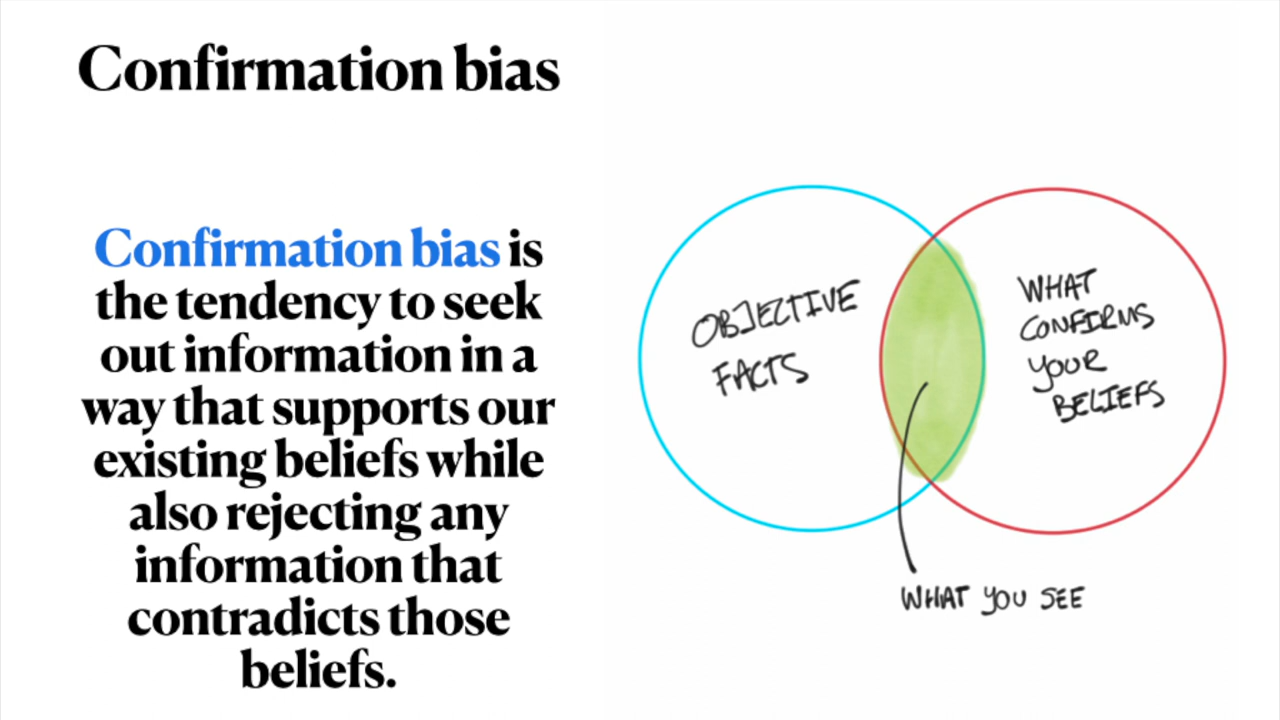 Confirmation bias
Confirmation bias is
the tendency to seek
out information in a
way that supports our
existing beliefs while
also rejecting any
information that
contradicts those
beliefs.
OBJECTIVE
FACTS
WHAT
CONFIRMS
YOUR
BELIEFS
WHAT YOU SEE